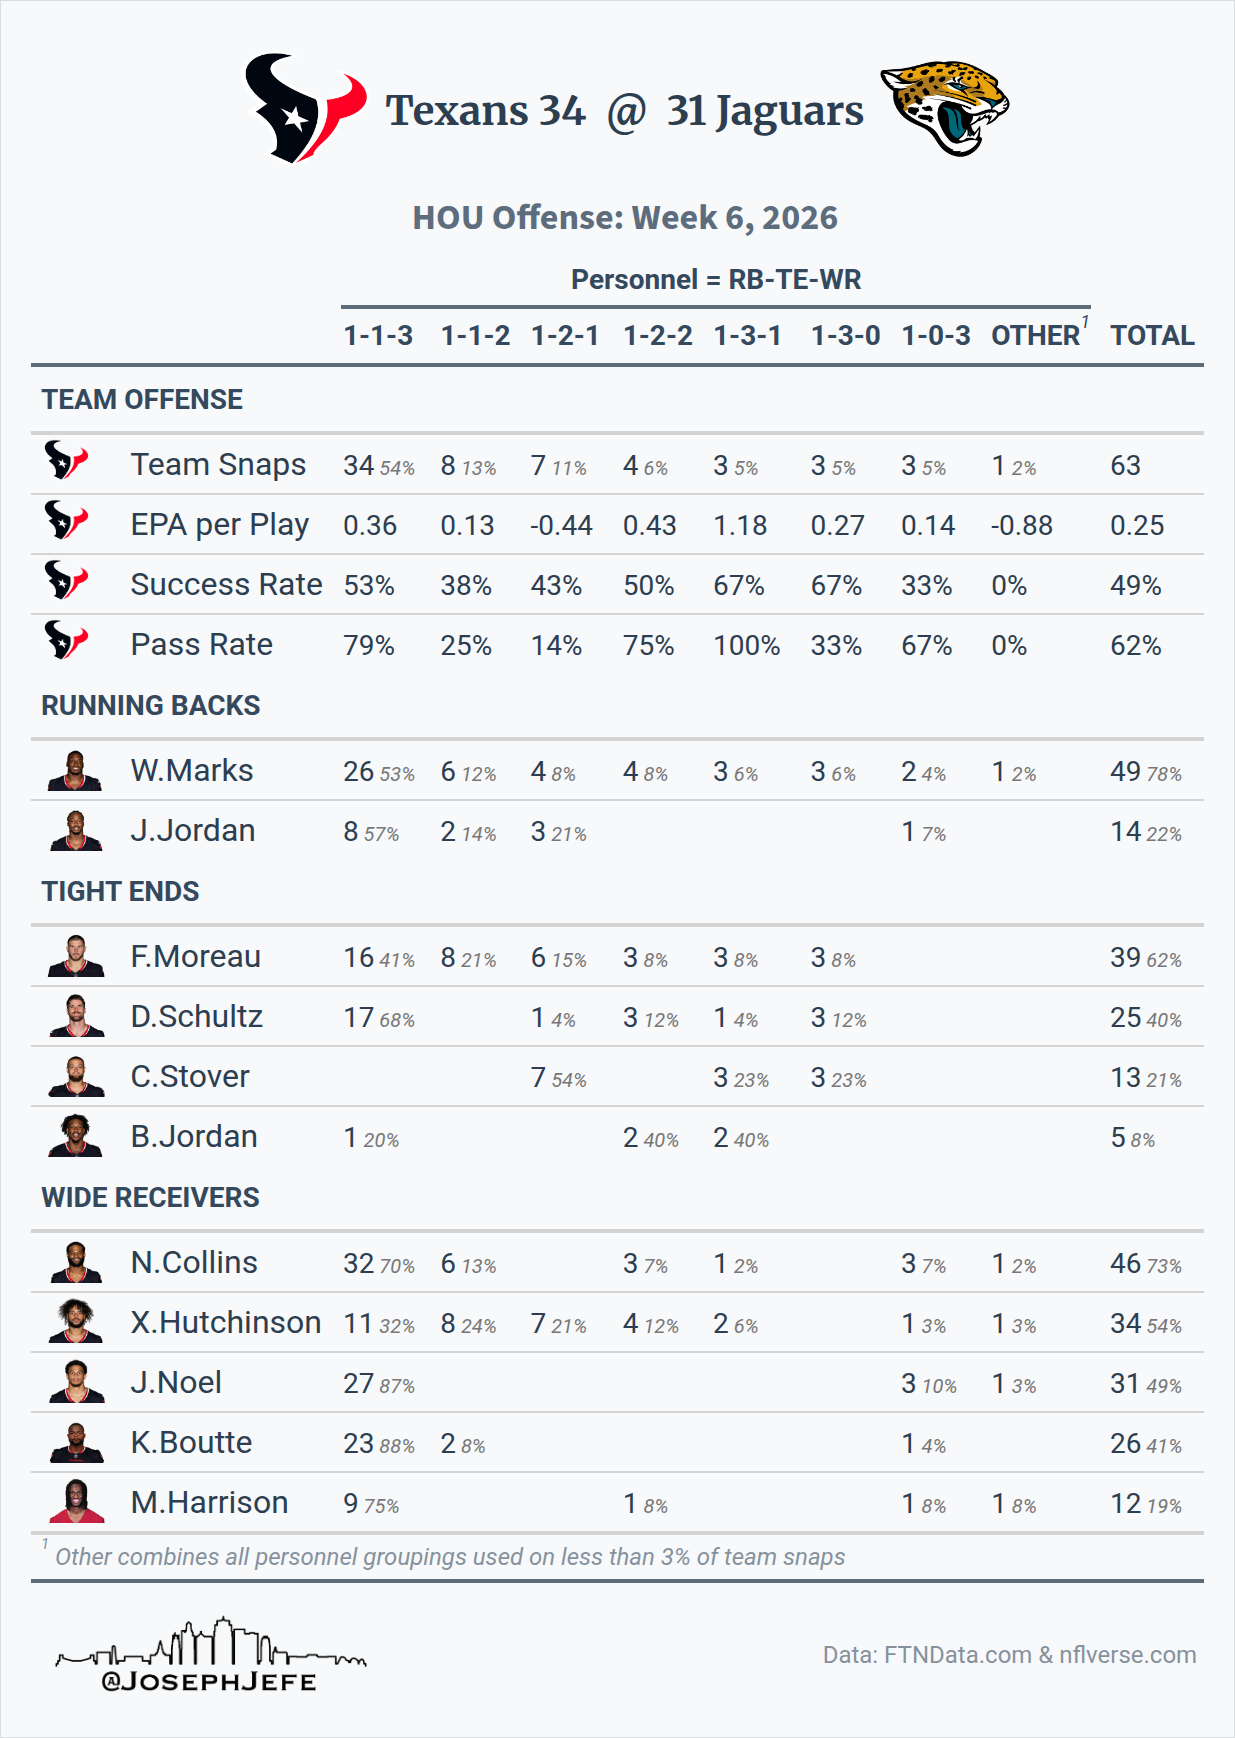 Texans 34 @ 31 Jaguars
HOU Offense: Week 6, 2026
Personnel = RB-TE-WR
1-1-3 1-1-2 1-2-1 1-2-2 1-3-1 1-3-0 1-0-3 OTHER1 TOTAL
TEAM OFFENSE
Team Snaps 34 54% 8 13% 7 11% 4 6% 3 5% 3 5% 3 5% 1 2% 63
EPA per Play 0.36 0.13 -0.44 0.43 1.18 0.27 0.14 -0.88 0.25
Success Rate 53% 38% 43% 50% 67% 67% 33% 0% 49%
Pass Rate 79% 25% 14% 75% 100% 33% 67% 0% 62%
RUNNING BACKS
W.Marks 26 53% 6 12% 4 8% 4 8% 3 6% 3 6% 2 4% 1 2% 49 78%
J.Jordan 8 57% 2 14% 3 21% 1 7% 14 22%
TIGHT ENDS
F.Moreau 16 41% 8 21% 6 15% 3 8% 3 8% 3 8% 39 62%
D.Schultz 17 68% 1 4% 3 12% 1 4% 3 12% 25 40%
C.Stover 7 54% 3 23% 3 23% 13 21%
B.Jordan 1 20% 2 40% 2 40% 5 8%
WIDE RECEIVERS
N.Collins 32 70% 6 13% 3 7% 1 2% 3 7% 1 2% 46 73%
X.Hutchinson 11 32% 8 24% 7 21% 4 12% 2 6% 1 3% 1 3% 34 54%
J.Noel 27 87% 3 10% 1 3% 31 49%
K.Boutte 23 88% 2 8% 1 4% 26 41%
M.Harrison 9 75% 1 8% 1 8% 1 8% 12 19%
1 Other combines all personnel groupings used on less than 3% of team snaps
@JOSEPHJEFE
Data: FTNData.com & nflverse.com